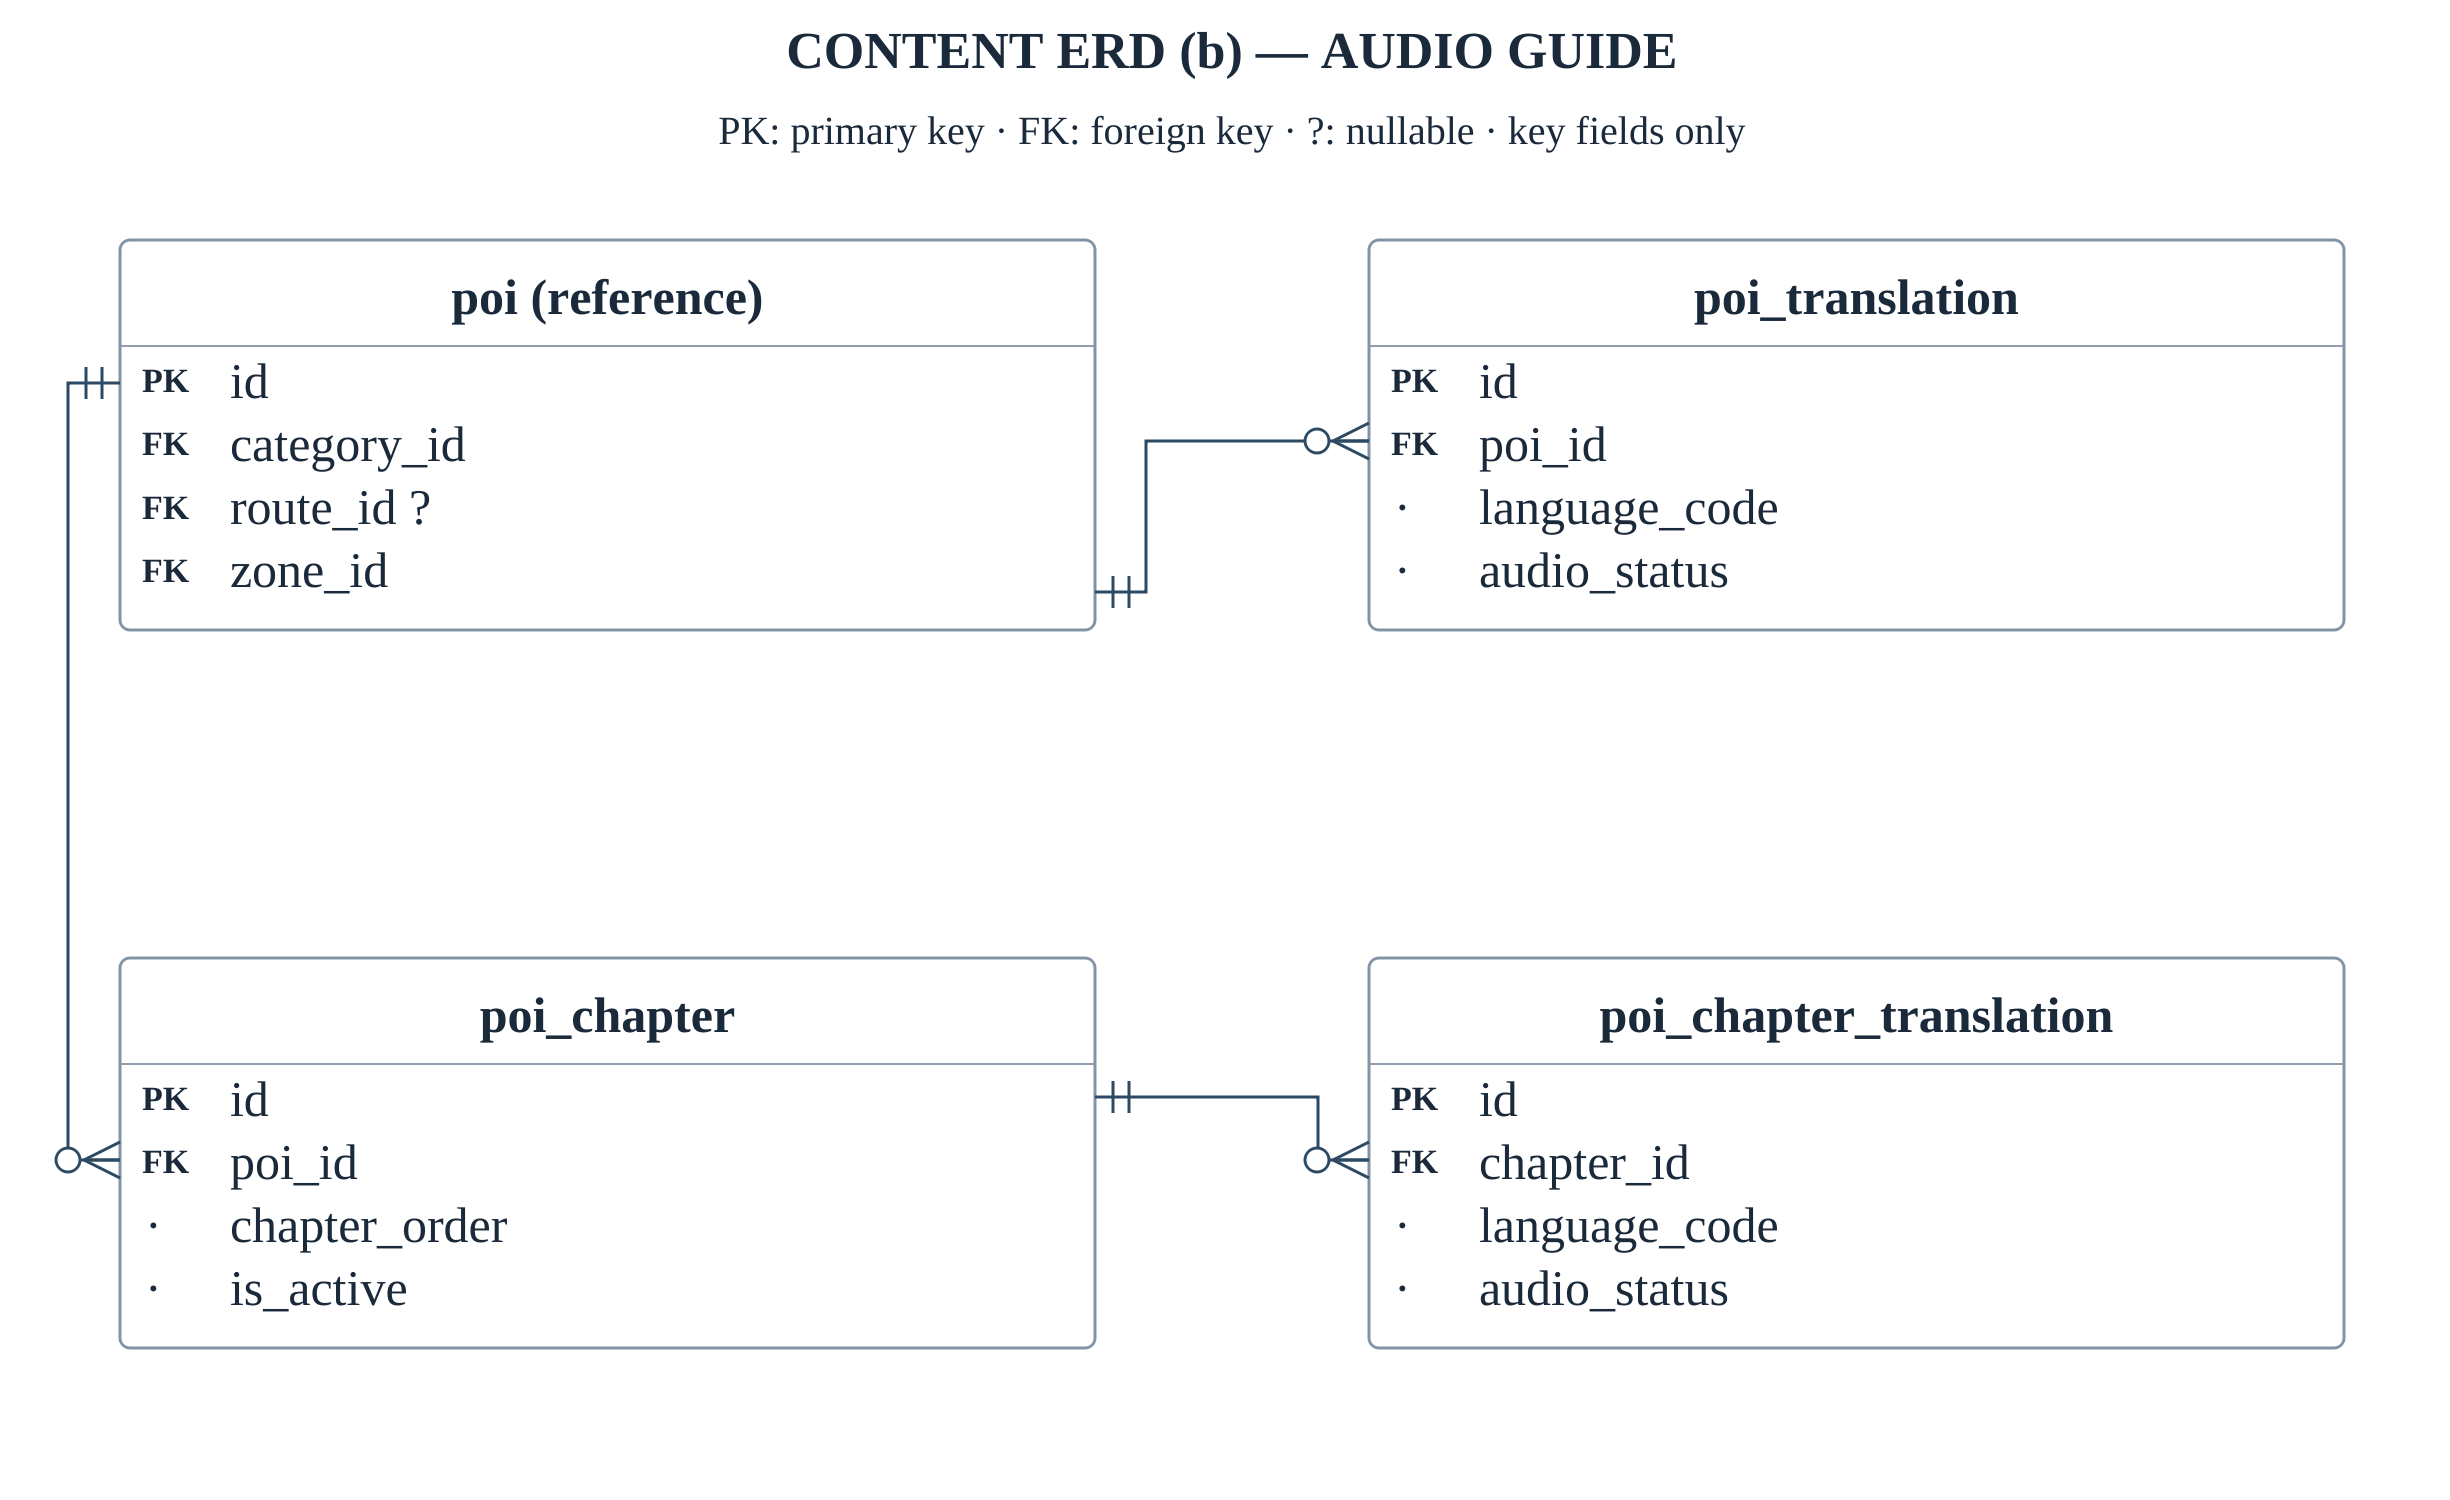 CONTENT ERD (b) — AUDIO GUIDE
PK: primary key · FK: foreign key · ?: nullable · key fields only
poi (reference)
PK id
FK category_id
FK route_id ?
FK zone_id
poi_translation
PK id
FK poi_id
· language_code
· audio_status
poi_chapter
PK id
FK poi_id
· chapter_order
· is_active
poi_chapter_translation
PK id
FK chapter_id
· language_code
· audio_status